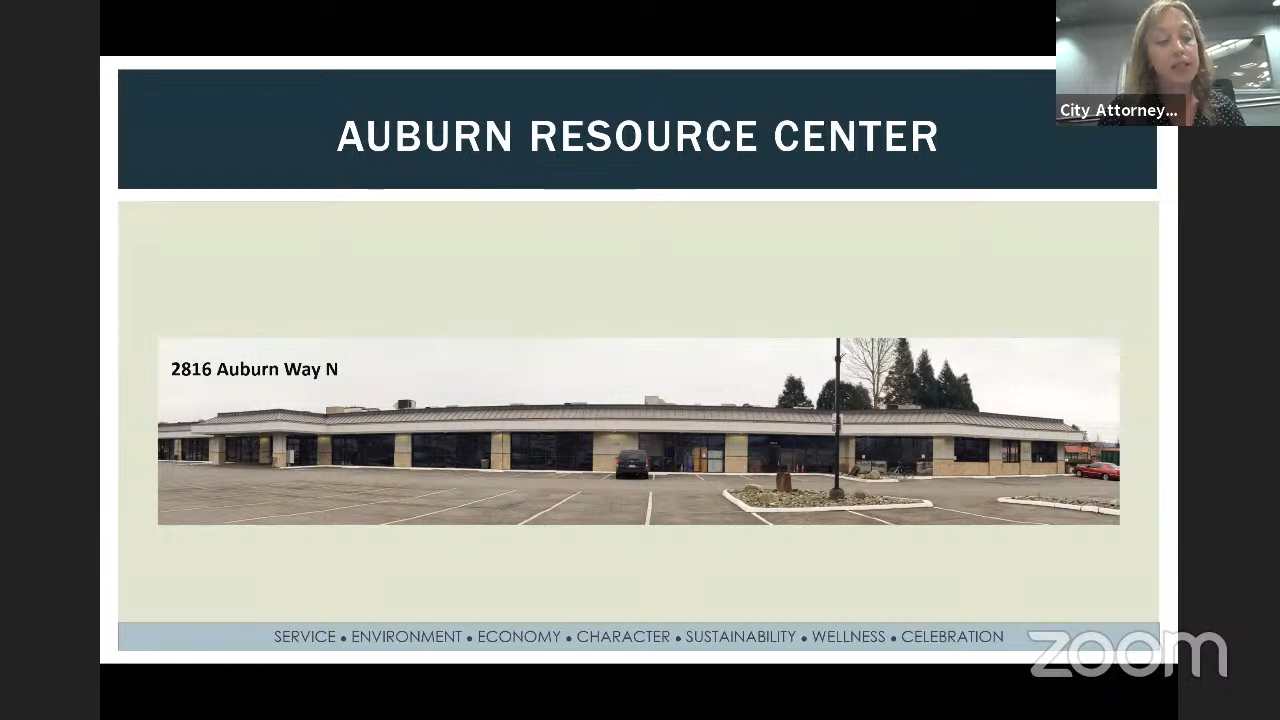 AUBURN RESOURCE CENTER
City Attorney...
2816 Auburn Way N
SERVICE • ENVIRONMENT • ECONOMY • CHARACTER • SUSTAINABILITY • WELLNESS • CELEBRATION
zoom